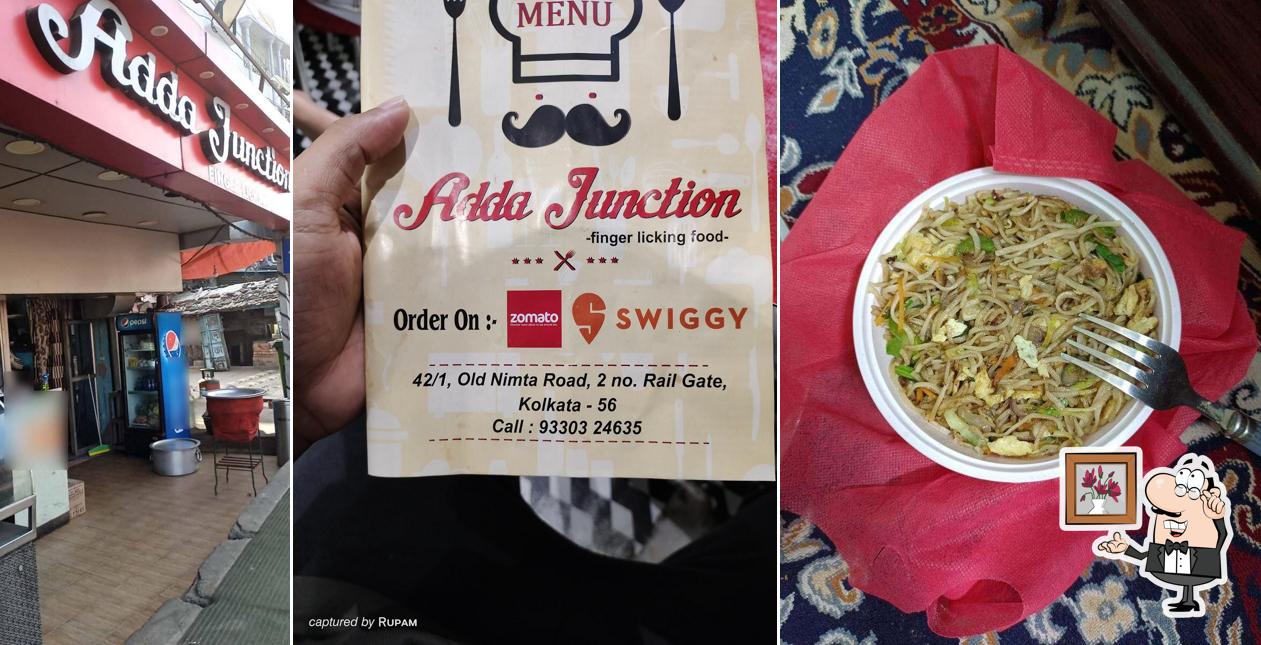 Adda Junction
pepsi
MENU
Adda Junction
-finger licking food-
Order On :- zomato SWIGGY
42/1, Old Nimta Road, 2 no. Rail Gate,
Kolkata - 56
Call : 93303 24635
captured by RUPAM